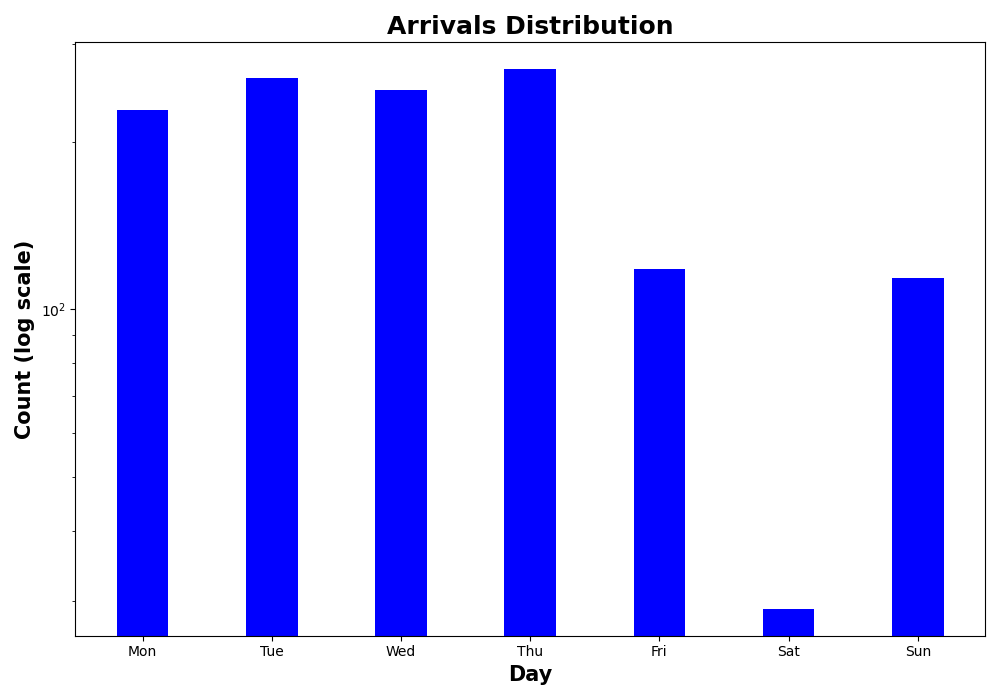 Arrivals Distribution
Count (log scale)
10²
Mon Tue Wed Thu Fri Sat Sun
Day